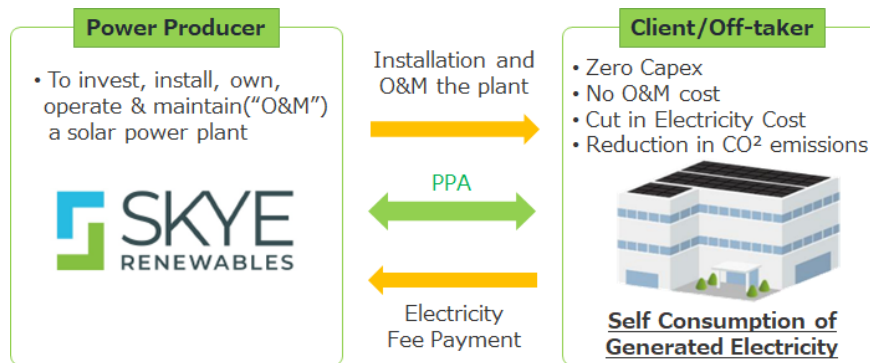 Power Producer
• To invest, install, own,
operate & maintain("O&M")
a solar power plant
SKYE
RENEWABLES
Installation and
O&M the plant
PPA
Electricity
Fee Payment
Client/Off-taker
• Zero Capex
• No O&M cost
• Cut in Electricity Cost
• Reduction in CO² emissions
Self Consumption of
Generated Electricity